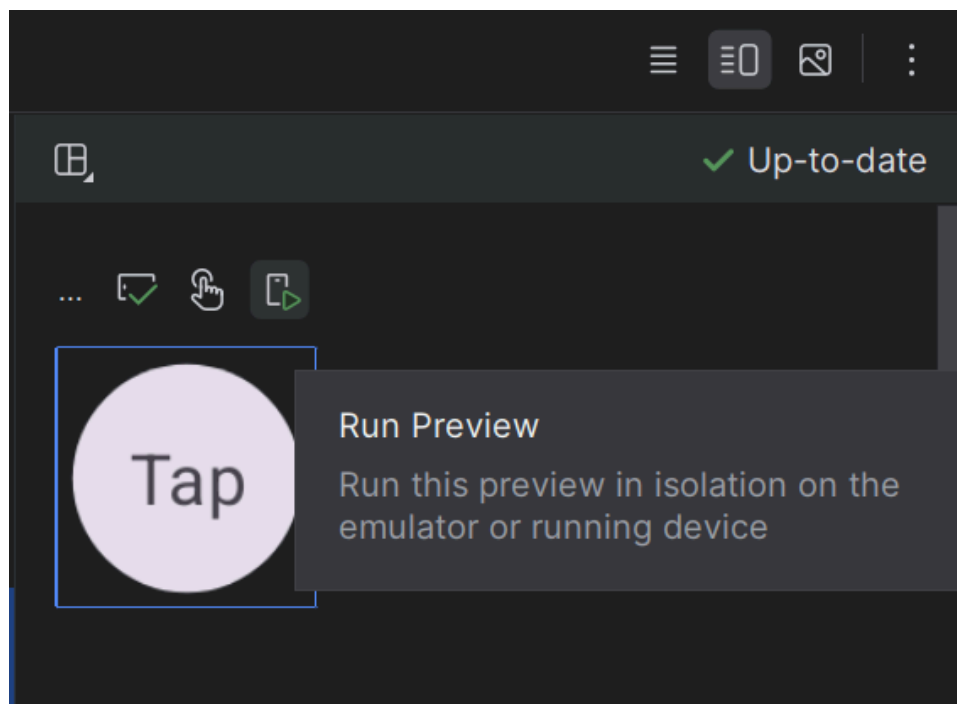 Up-to-date
...
Tap
Run Preview
Run this preview in isolation on the
emulator or running device